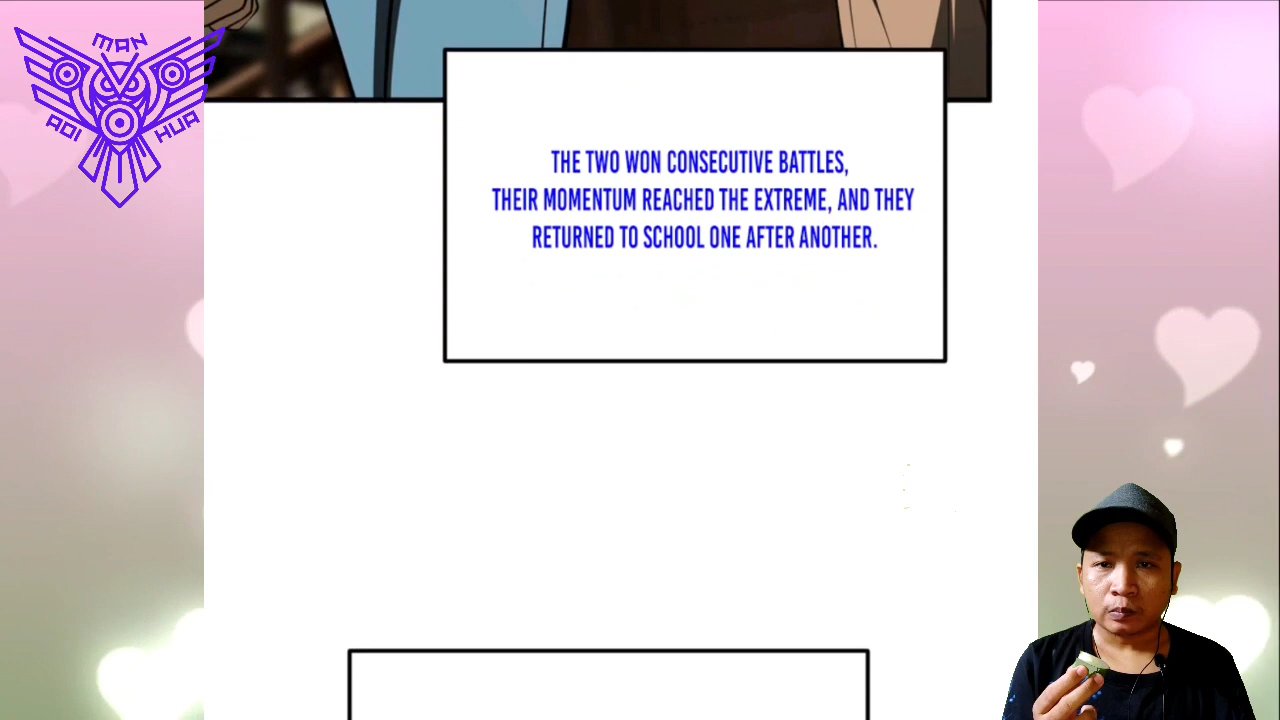 MAN
AOI HUA
THE TWO WON CONSECUTIVE BATTLES,
THEIR MOMENTUM REACHED THE EXTREME, AND THEY
RETURNED TO SCHOOL ONE AFTER ANOTHER.